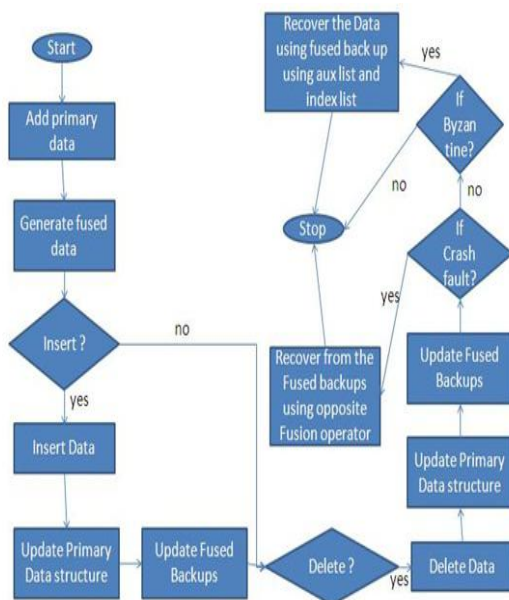 Start
Add primary
data
Generate fused
data
Insert ?
no
yes
Insert Data
Update Primary
Data structure
Update Fused
Backups
Delete ?
yes
Delete Data
Update Primary
Data structure
Update Fused
Backups
If
Crash
fault?
yes
no
Recover from the
Fused backups
using opposite
Fusion operator
If
Byzan
tine?
yes
no
Recover the Data
using fused back up
using aux list and
index list
Stop